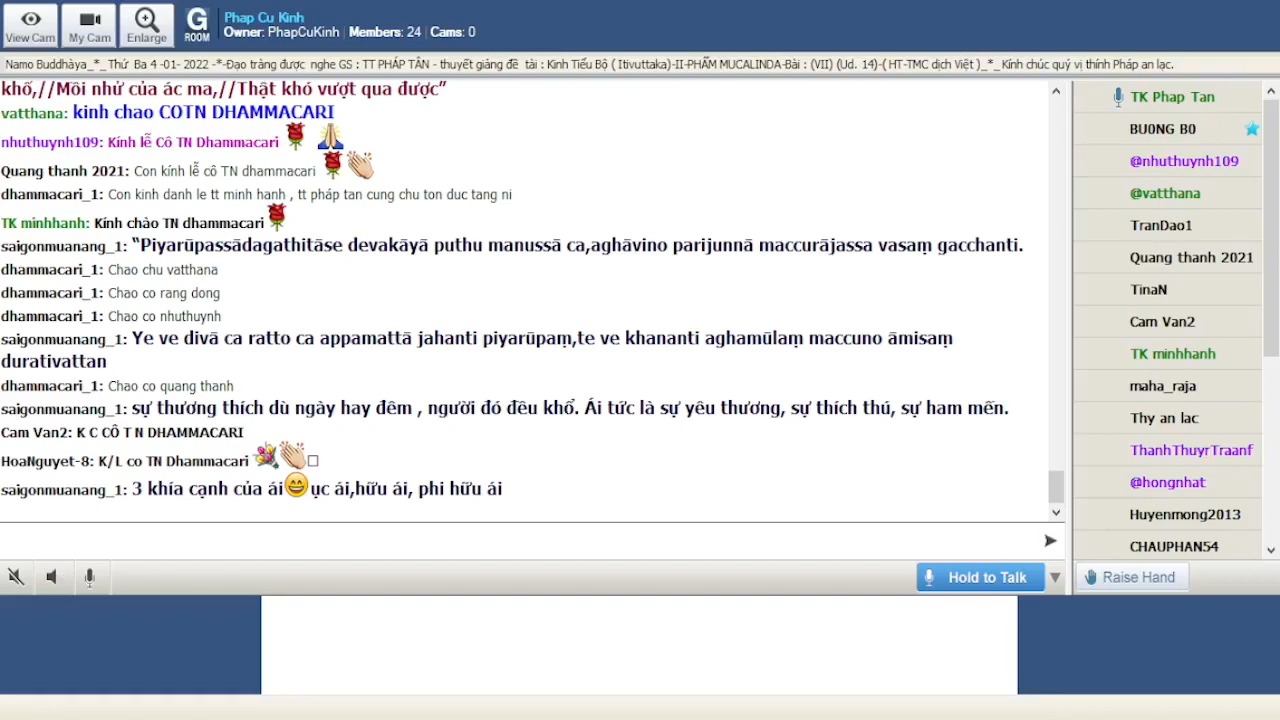 View Cam
My Cam
Enlarge
G
ROOM
Phap Cu Kinh
Owner: PhapCuKinh | Members: 24 | Cams: 0
Namo Buddhàya_*_Thứ Ba 4 -01- 2022 -*-Đạo tràng được nghe GS : TT PHÁP TÂN - thuyết giảng đề tài : Kinh Tiểu Bộ ( Itivuttaka)-II-PHẨM MUCALINDA-Bài : (VII) (Ud. 14)-( HT-TMC dịch Việt )_*_Kính chúc quý vị thính Pháp an lạc.
khổ,//Mồi nhử của ác ma,//Thật khó vượt qua được”
vatthana: kinh chao COTN DHAMMACARI
nhuthuynh109: Kính lễ Cô TN Dhammacari
Quang thanh 2021: Con kính lễ cô TN dhammacari
dhammacari_1: Con kinh danh le tt minh hanh , tt pháp tan cung chu ton duc tang ni
TK minhhanh: Kính chào TN dhammacari
saigonmuanang_1: “Piyarūpassādagathitāse devakāyā puthu manussā ca,aghāvino parijunnā maccurājassa vasaṃ gacchanti.
dhammacari_1: Chao chu vatthana
dhammacari_1: Chao co rang dong
dhammacari_1: Chao co nhuthuynh
saigonmuanang_1: Ye ve divā ca ratto ca appamattā jahanti piyarūpaṃ,te ve khananti aghamūlaṃ maccuno āmisaṃ
durativattan
dhammacari_1: Chao co quang thanh
saigonmuanang_1: sự thương thích dù ngày hay đêm , người đó đều khổ. Ái tức là sự yêu thương, sự thích thú, sự ham mến.
Cam Van2: K C CÔ T N DHAMMACARI
HoaNguyet-8: K/L co TN Dhammacari
saigonmuanang_1: 3 khía cạnh của ái😄ục ái,hữu ái, phi hữu ái
TK Phap Tan
BU0NG B0
@nhuthuynh109
@vatthana
TranDao1
Quang thanh 2021
TinaN
Cam Van2
TK minhhanh
maha_raja
Thy an lac
ThanhThuyrTraanf
@hongnhat
Huyenmong2013
CHAUPHAN54
Hold to Talk
Raise Hand